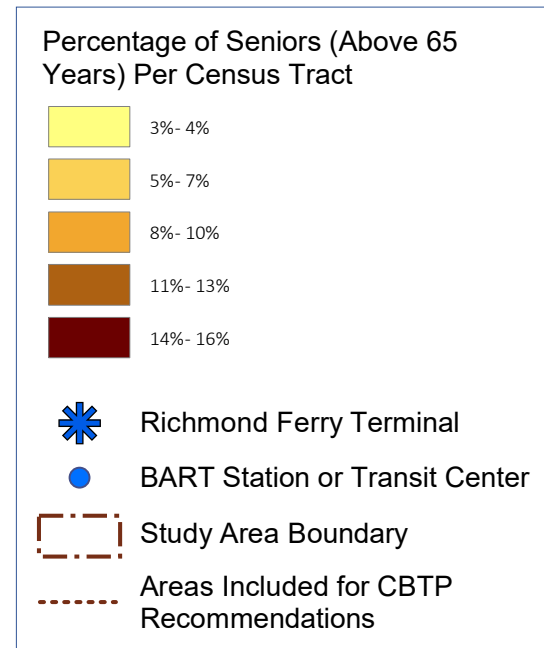 Percentage of Seniors (Above 65
Years) Per Census Tract
3%- 4%
5%- 7%
8%- 10%
11%- 13%
14%- 16%
Richmond Ferry Terminal
BART Station or Transit Center
Study Area Boundary
Areas Included for CBTP
Recommendations